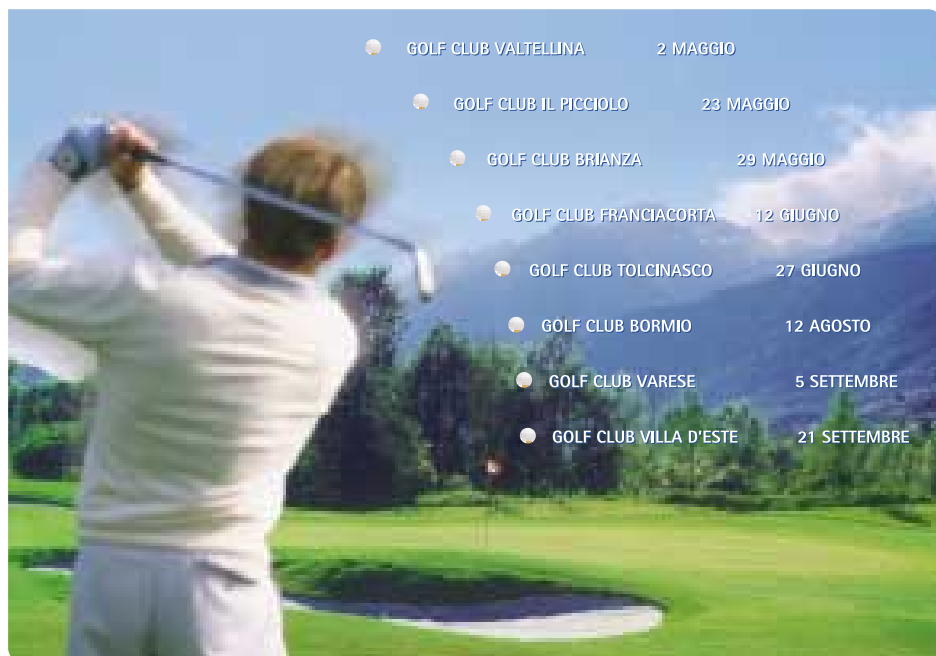 GOLF CLUB VALTELLINA 2 MAGGIO
GOLF CLUB IL PICCIOLO 23 MAGGIO
GOLF CLUB BRIANZA 29 MAGGIO
GOLF CLUB FRANCIACORTA 12 GIUGNO
GOLF CLUB TOLCINASCO 27 GIUGNO
GOLF CLUB BORMIO 12 AGOSTO
GOLF CLUB VARESE 5 SETTEMBRE
GOLF CLUB VILLA D'ESTE 21 SETTEMBRE